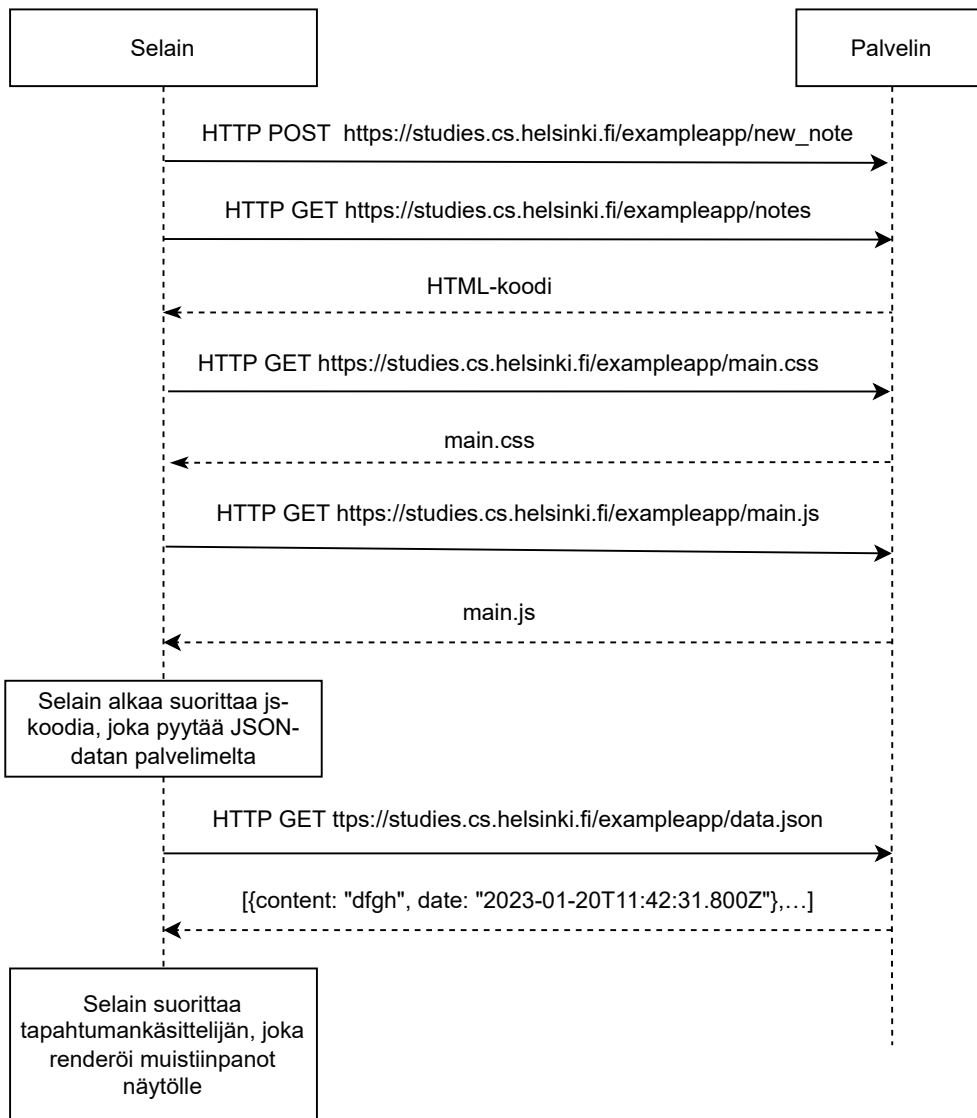 Selain
Palvelin
HTTP POST  https://studies.cs.helsinki.fi/exampleapp/new_note
HTTP GET https://studies.cs.helsinki.fi/exampleapp/notes
HTML-koodi
HTTP GET https://studies.cs.helsinki.fi/exampleapp/main.css
main.css
HTTP GET https://studies.cs.helsinki.fi/exampleapp/main.js
main.js
Selain alkaa suorittaa js-
koodia, joka pyytää JSON-
datan palvelimelta
HTTP GET ttps://studies.cs.helsinki.fi/exampleapp/data.json
[{content: "dfgh", date: "2023-01-20T11:42:31.800Z"},…]
Selain suorittaa
tapahtumankäsittelijän, joka
renderöi muistiinpanot
näytölle